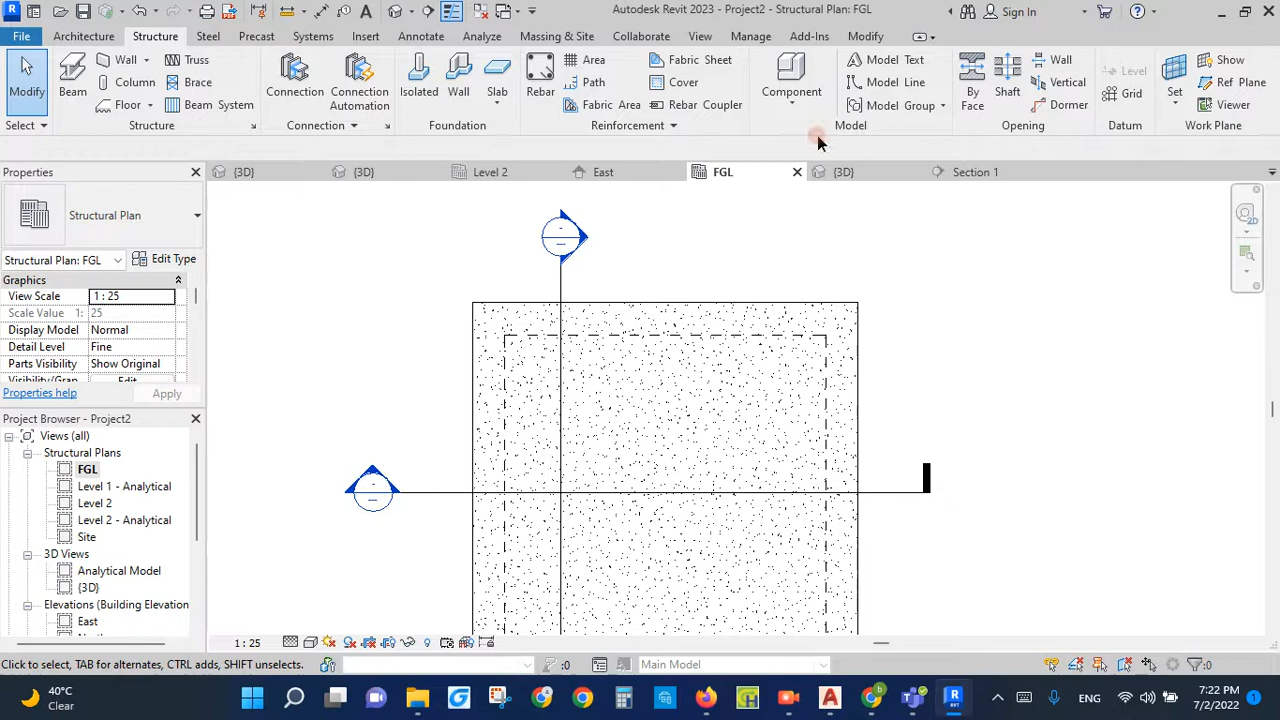 Autodesk Revit 2023 - Project2 - Structural Plan: FGL
Sign In
File Architecture Structure Steel Precast Systems Insert Annotate Analyze Massing & Site Collaborate View Manage Add-Ins Modify
Wall Truss Area Fabric Sheet Model Text Wall Show
Column Brace Path Cover Model Line Vertical Level Ref Plane
Modify Beam Connection Connection Isolated Wall Slab Rebar Component By Shaft Grid Set
Automation Face
Floor Beam System Fabric Area Rebar Coupler Model Group Dormer Viewer
Select Structure Connection Foundation Reinforcement Model Opening Datum Work Plane
Properties
{3D} {3D} Level 2 East FGL {3D} Section 1
Structural Plan
Structural Plan: FGL Edit Type
Graphics
View Scale 1 : 25
Scale Value 1: 25
Display Model Normal
Detail Level Fine
Parts Visibility Show Original
Visibility/Grap Edit
Properties help Apply
Project Browser - Project2
Views (all)
Structural Plans
FGL
Level 1 - Analytical
Level 2
Level 2 - Analytical
Site
3D Views
Analytical Model
{3D}
Elevations (Building Elevation
East
1 : 25
Click to select, TAB for alternates, CTRL adds, SHIFT unselects. :0 Main Model :0
40°C
Clear
ENG
7:22 PM
7/2/2022
2D